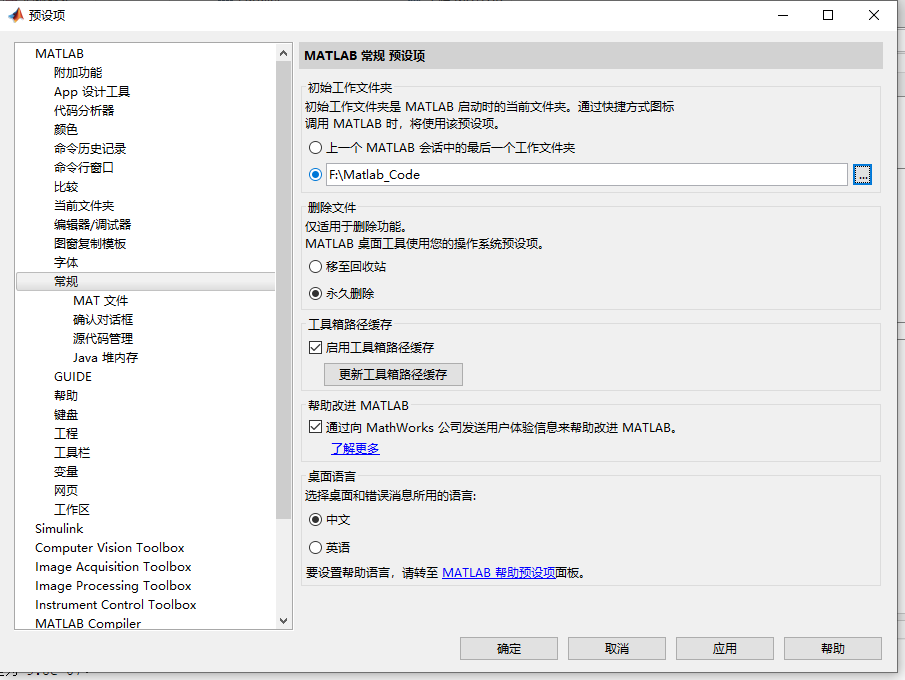 预设项
MATLAB
附加功能
App 设计工具
代码分析器
颜色
命令历史记录
命令行窗口
比较
当前文件夹
编辑器/调试器
图窗复制模板
字体
常规
MAT 文件
确认对话框
源代码管理
Java 堆内存
GUIDE
帮助
键盘
工程
工具栏
变量
网页
工作区
Simulink
Computer Vision Toolbox
Image Acquisition Toolbox
Image Processing Toolbox
Instrument Control Toolbox
MATLAB Compiler
MATLAB 常规 预设项
初始工作文件夹
初始工作文件夹是 MATLAB 启动时的当前文件夹。通过快捷方式图标
调用 MATLAB 时，将使用该预设项。
上一个 MATLAB 会话中的最后一个工作文件夹
F:\Matlab_Code
...
删除文件
仅适用于删除功能。
MATLAB 桌面工具使用您的操作系统预设项。
移至回收站
永久删除
工具箱路径缓存
启用工具箱路径缓存
更新工具箱路径缓存
帮助改进 MATLAB
通过向 MathWorks 公司发送用户体验信息来帮助改进 MATLAB。
了解更多
桌面语言
选择桌面和错误消息所用的语言:
中文
英语
要设置帮助语言，请转至 MATLAB 帮助预设项面板。
确定
取消
应用
帮助